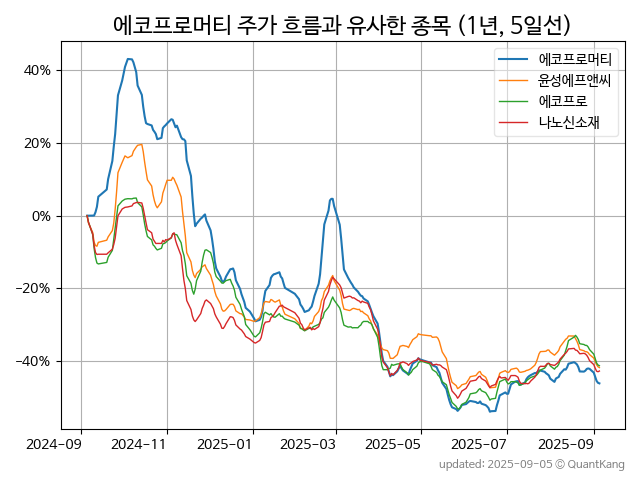 에코프로머티 주가 흐름과 유사한 종목 (1년, 5일선)
에코프로머티
윤성에프앤씨
에코프로
나노신소재
40%
20%
0%
−20%
−40%
2024-09 2024-11 2025-01 2025-03 2025-05 2025-07 2025-09
updated: 2025-09-05 © QuantKang